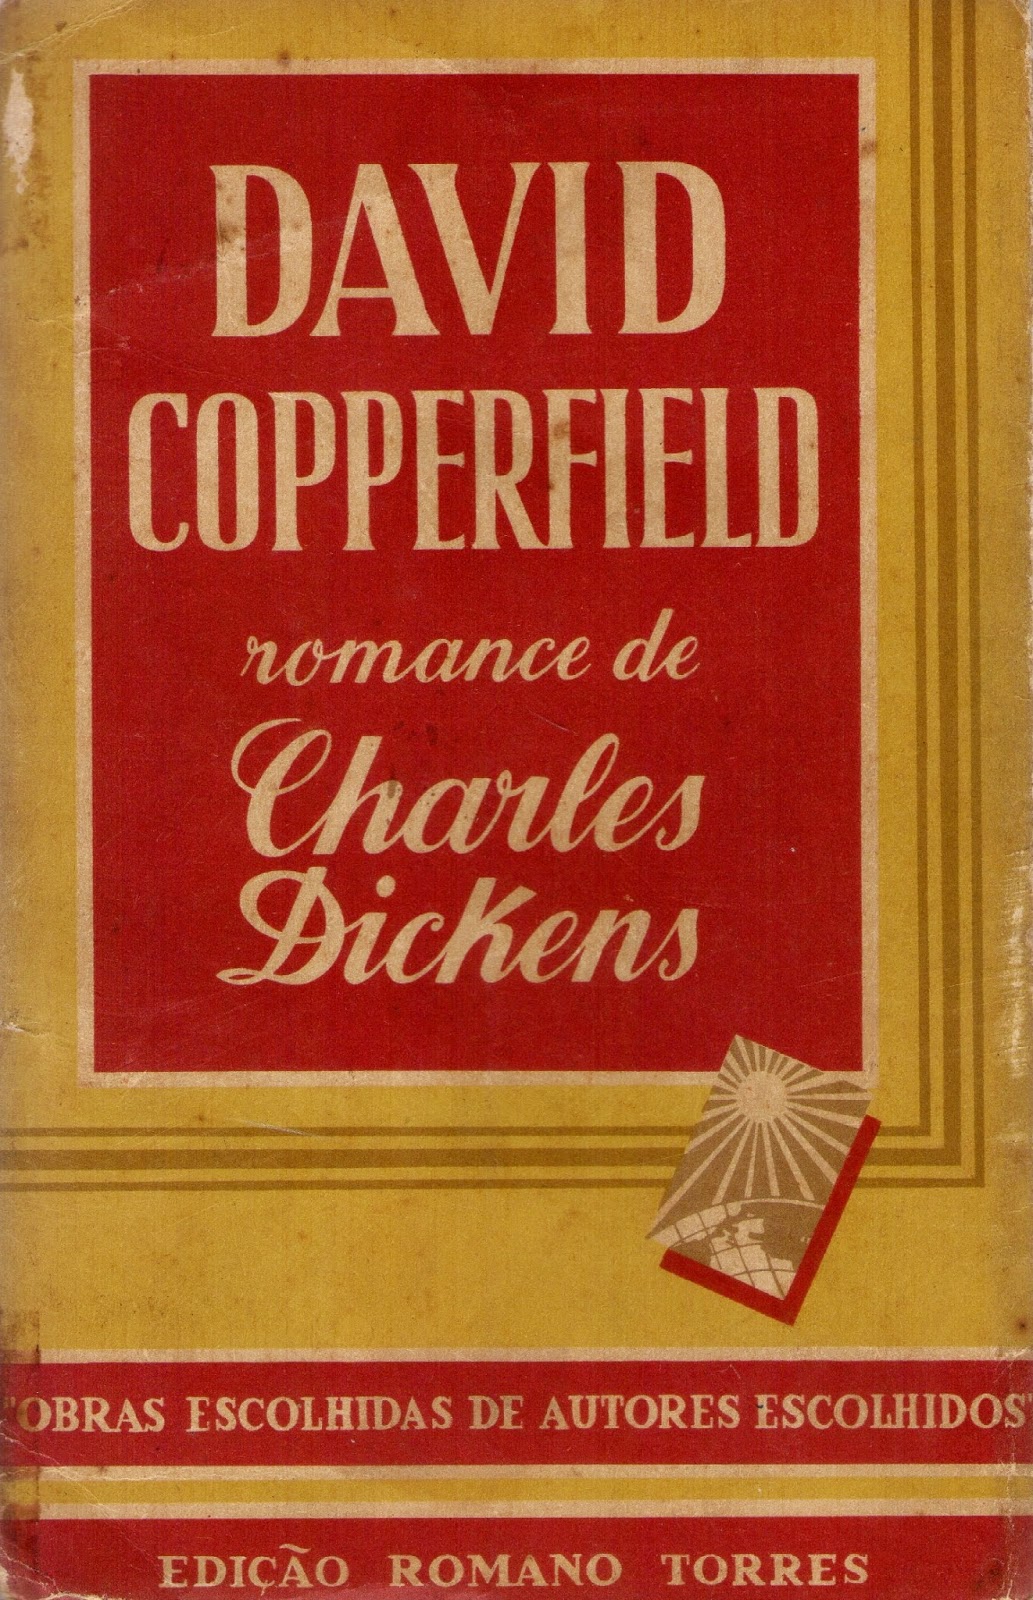 DAVID
COPPERFIELD
romance de
Charles
Dickens
"OBRAS ESCOLHIDAS DE AUTORES ESCOLHIDOS"
EDIÇÃO ROMANO TORRES